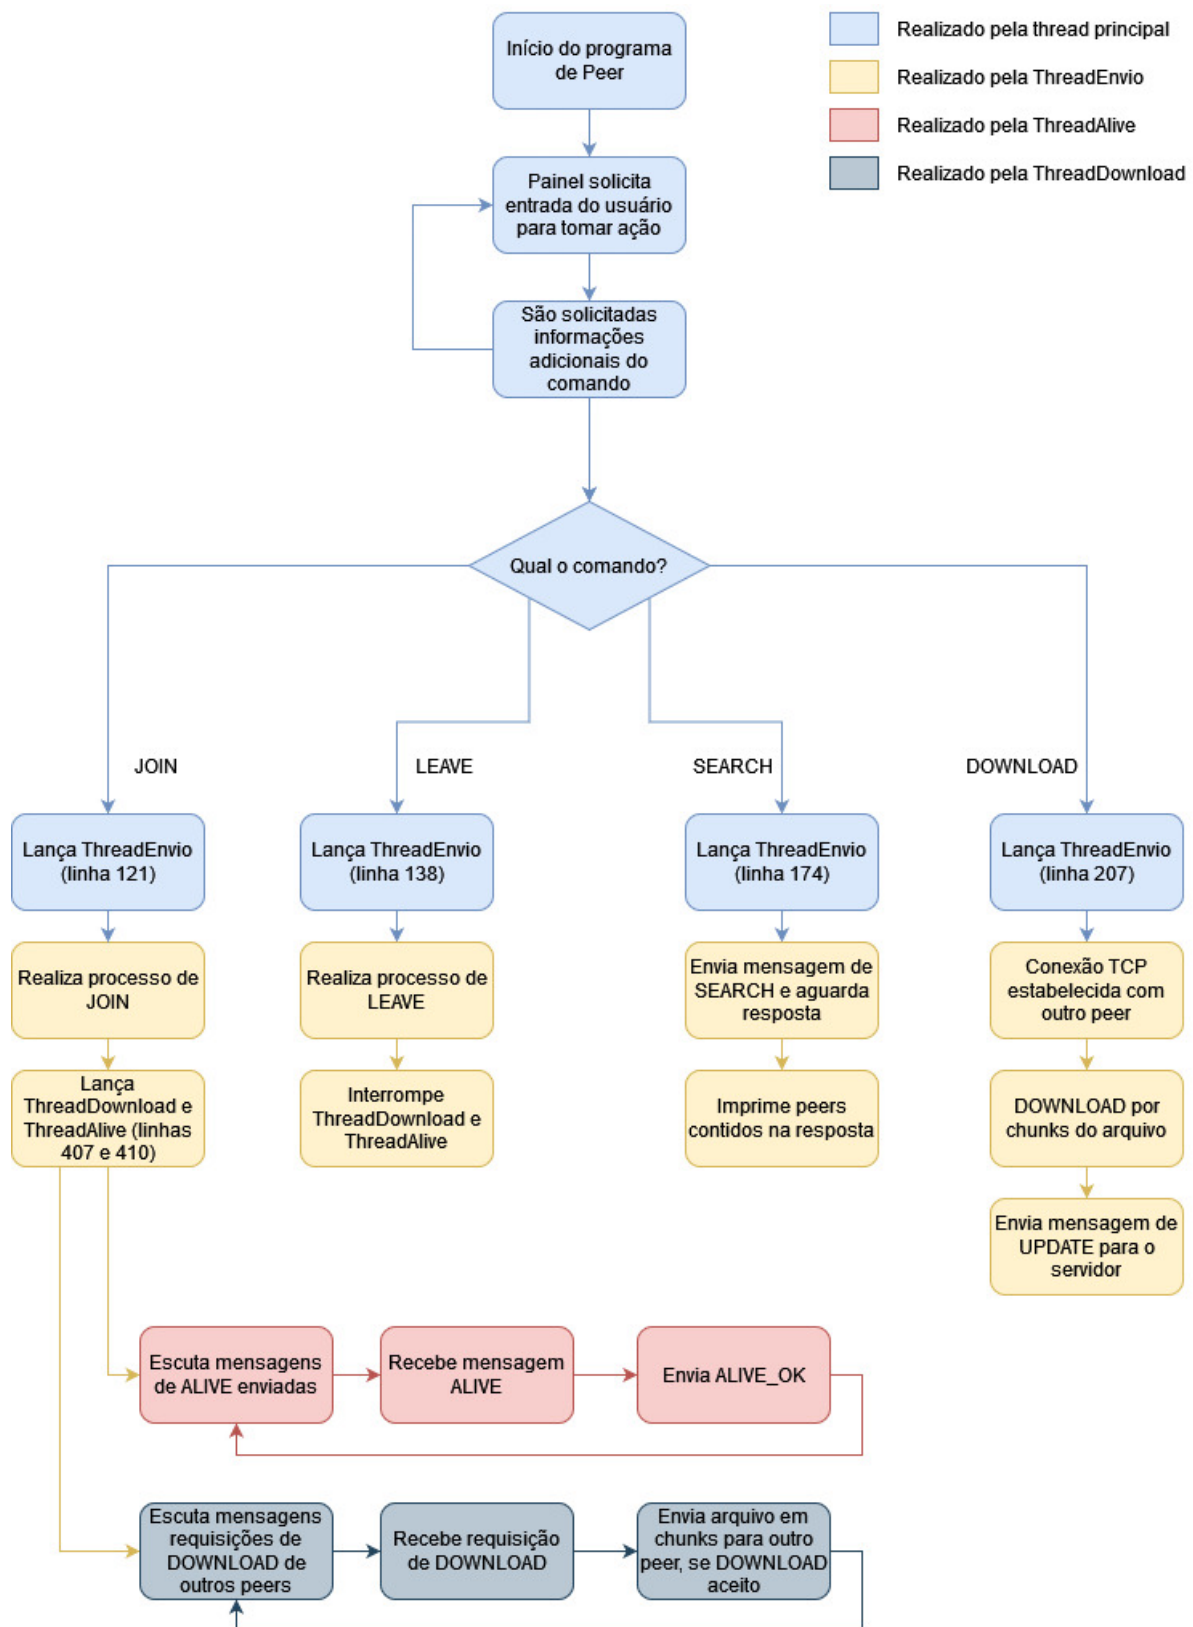 Início do programa
de Peer
Realizado pela thread principal
Realizado pela ThreadEnvio
Realizado pela ThreadAlive
Realizado pela ThreadDownload
Painel solicita
entrada do usuário
para tomar ação
São solicitadas
informações
adicionais do
comando
Qual o comando?
JOIN
LEAVE
SEARCH
DOWNLOAD
Lança ThreadEnvio
(linha 121)
Lança ThreadEnvio
(linha 138)
Lança ThreadEnvio
(linha 174)
Lança ThreadEnvio
(linha 207)
Realiza processo de
JOIN
Realiza processo de
LEAVE
Envia mensagem de
SEARCH e aguarda
resposta
Conexão TCP
estabelecida com
outro peer
Lança
ThreadDownload e
ThreadAlive (linhas
407 e 410)
Interrompe
ThreadDownload e
ThreadAlive
Imprime peers
contidos na resposta
DOWNLOAD por
chunks do arquivo
Envia mensagem de
UPDATE para o
servidor
Escuta mensagens
de ALIVE enviadas
Recebe mensagem
ALIVE
Envia ALIVE_OK
Escuta mensagens
requisições de
DOWNLOAD de
outros peers
Recebe requisição
de DOWNLOAD
Envia arquivo em
chunks para outro
peer, se DOWNLOAD
aceito